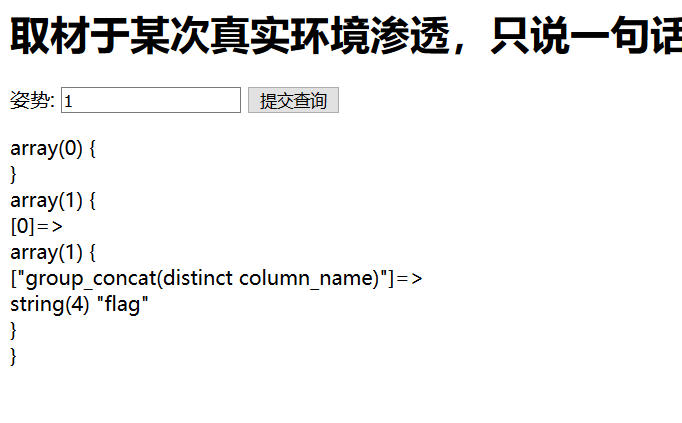 取材于某次真实环境渗透，只说一句话
姿势: 1 提交查询
array(0) {
}
array(1) {
[0]=>
array(1) {
["group_concat(distinct column_name)"]=>
string(4) "flag"
}
}